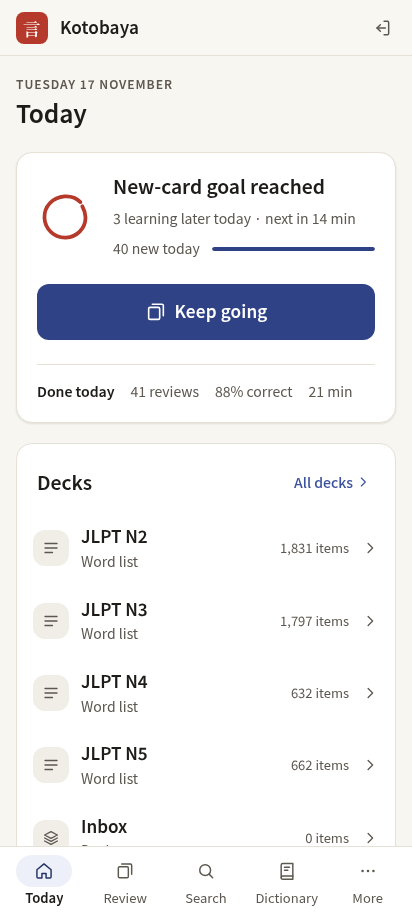 言 Kotobaya
TUESDAY 17 NOVEMBER
Today
New-card goal reached
3 learning later today · next in 14 min
40 new today
Keep going
Done today 41 reviews 88% correct 21 min
Decks All decks
JLPT N2
Word list
1,831 items
JLPT N3
Word list
1,797 items
JLPT N4
Word list
632 items
JLPT N5
Word list
662 items
Inbox
0 items
Today Review Search Dictionary More